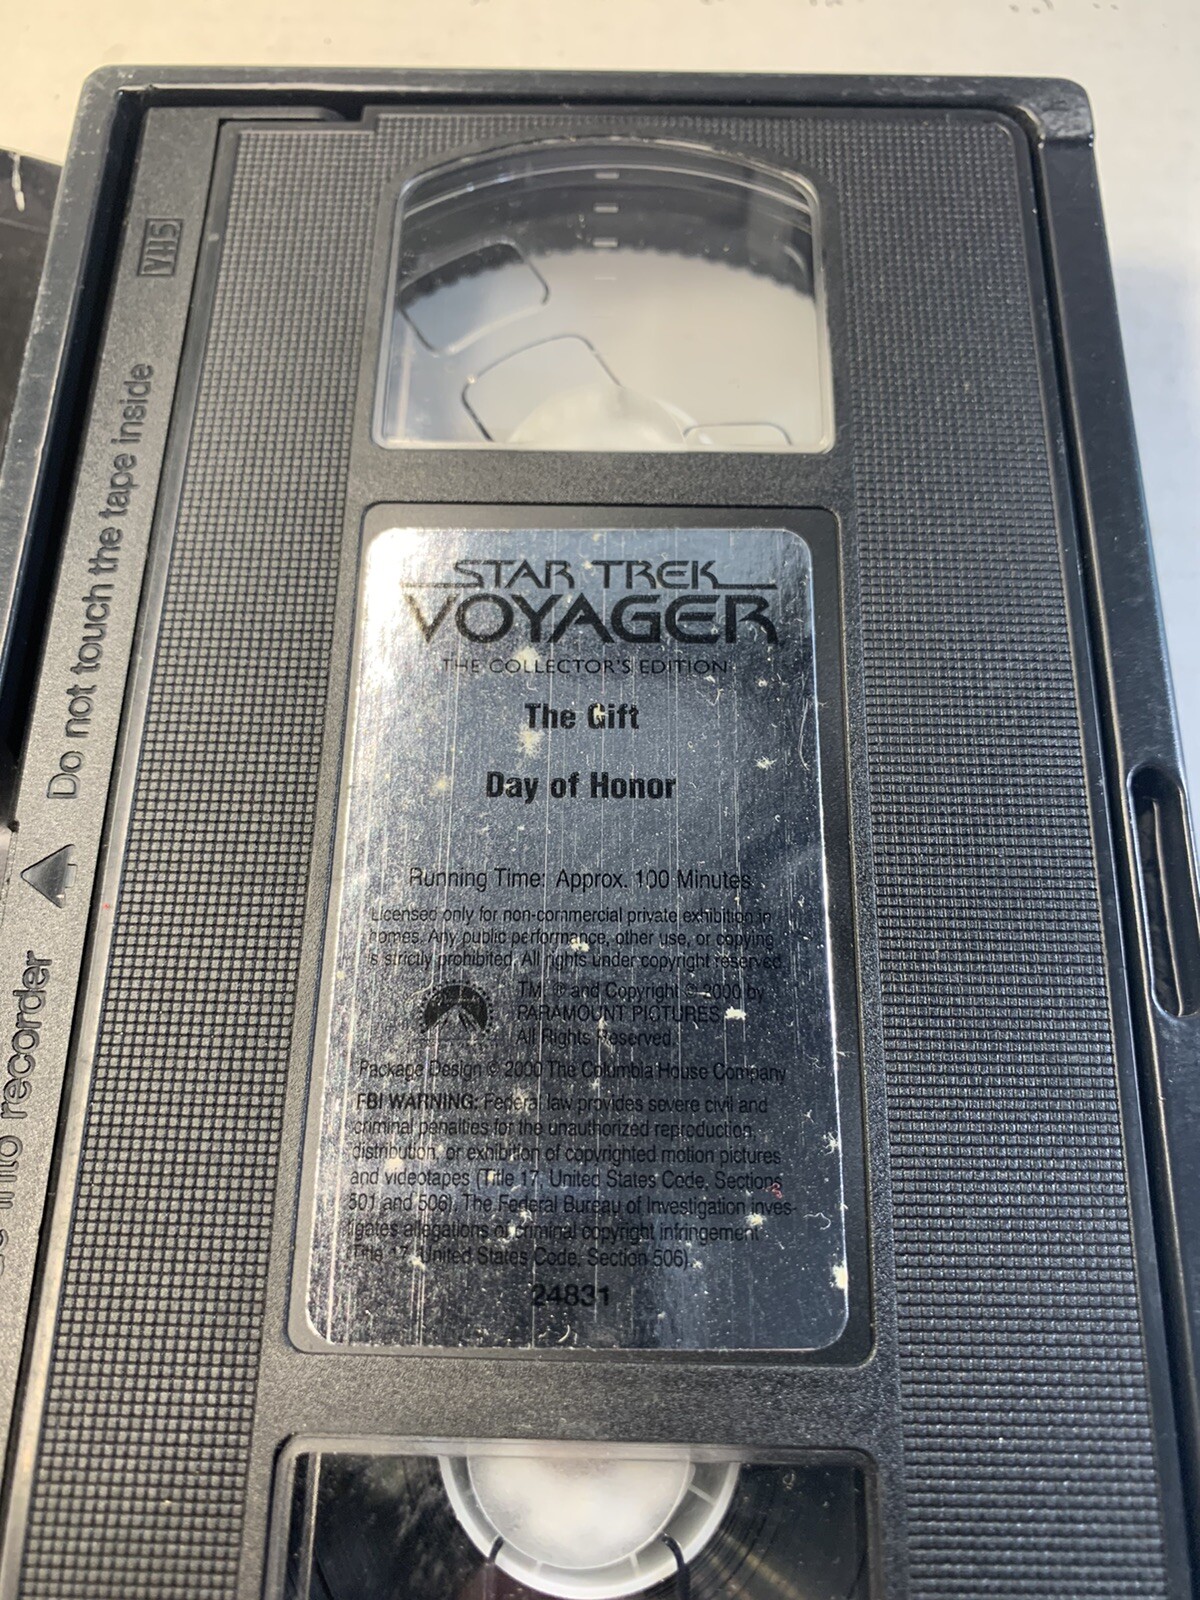 VHS
Do not touch the tape inside
into recorder
STAR TREK
VOYAGER
THE COLLECTOR'S EDITION
The Gift
Day of Honor
Running Time: Approx. 100 Minutes
Licensed only for non-commercial private exhibition in
homes. Any public performance, other use, or copying
is strictly prohibited. All rights under copyright reserved.
TM, ® and Copyright © 2000 by
PARAMOUNT PICTURES
All Rights Reserved.
Package Design © 2000 The Columbia House Company
FBI WARNING: Federal law provides severe civil and
criminal penalties for the unauthorized reproduction,
distribution, or exhibition of copyrighted motion pictures
and videotapes (Title 17, United States Code, Sections
501 and 506). The Federal Bureau of Investigation inves-
tigates allegations of criminal copyright infringement
(Title 17, United States Code, Section 506).
24831